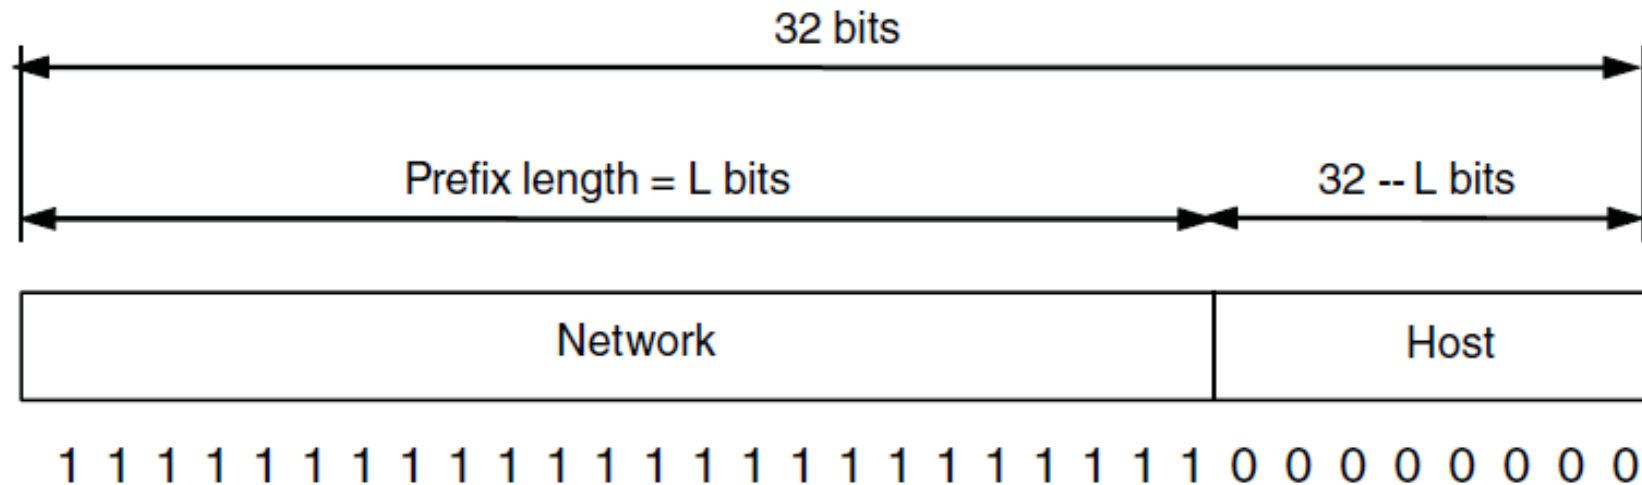 32 bits
Prefix length = L bits 32 -- L bits
Network Host
1 1 1 1 1 1 1 1 1 1 1 1 1 1 1 1 1 1 1 1 1 1 1 1 0 0 0 0 0 0 0 0